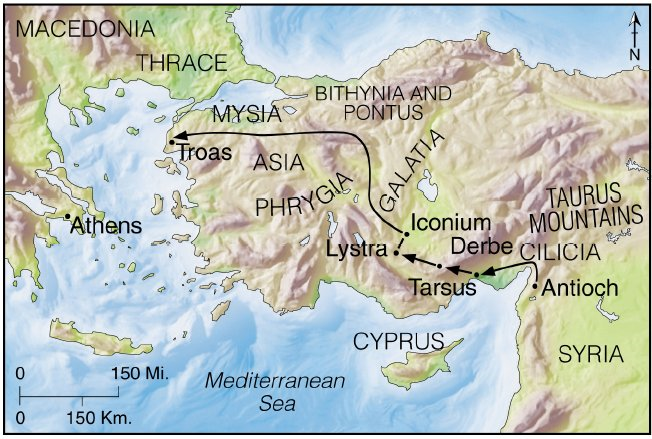 MACEDONIA
THRACE
N
BITHYNIA AND
PONTUS
MYSIA
Troas
ASIA
GALATIA
PHRYGIA
TAURUS
MOUNTAINS
Athens
Iconium
Lystra
Derbe
CILICIA
Tarsus
Antioch
CYPRUS
SYRIA
0 150 Mi.
0 150 Km.
Mediterranean
Sea